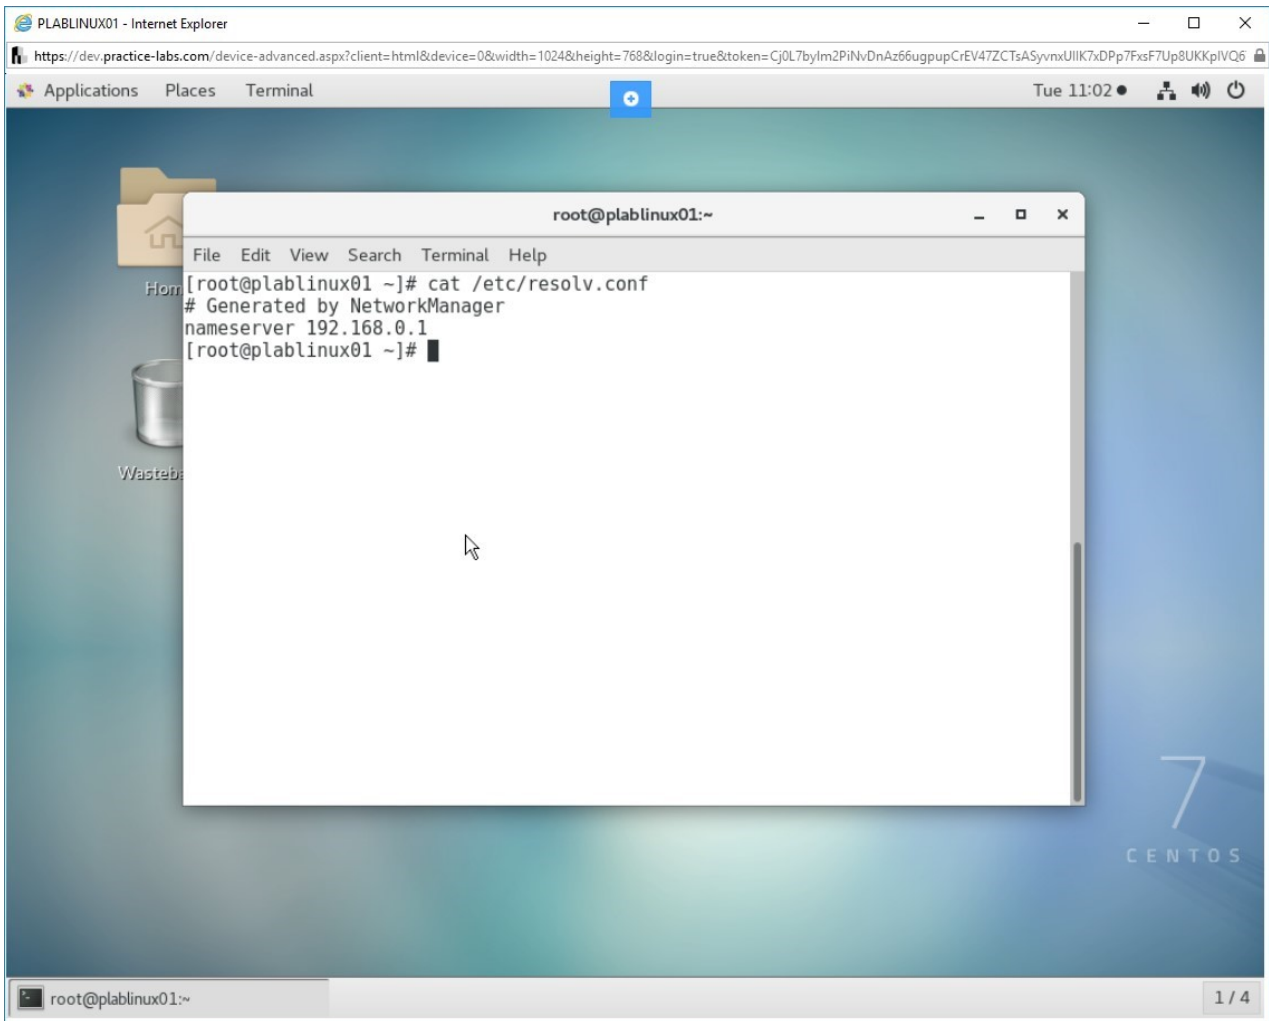 PLABLINUX01 - Internet Explorer
https://dev.practice-labs.com/device-advanced.aspx?client=html&device=0&width=1024&height=768&login=true&token=
Applications Places Terminal Tue 11:02
root@plablinux01:~
File Edit View Search Terminal Help
[root@plablinux01 ~]# cat /etc/resolv.conf
# Generated by NetworkManager
nameserver 192.168.0.1
[root@plablinux01 ~]#
Hom
Wasteb
7
CENTOS
root@plablinux01:~
1 / 4